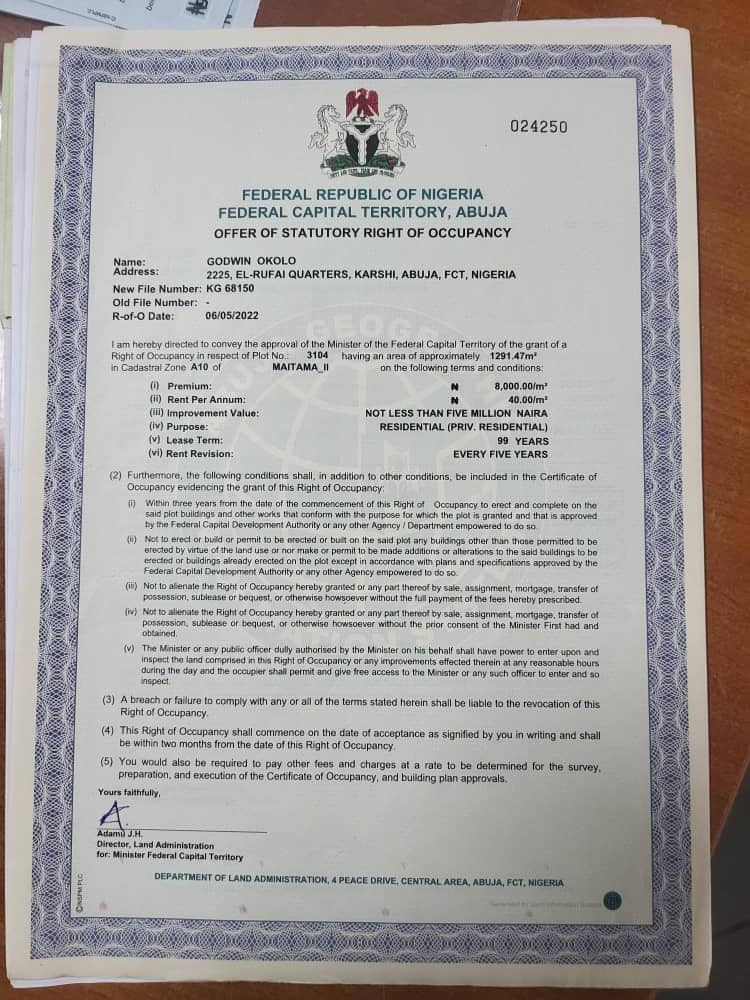 024250
FEDERAL REPUBLIC OF NIGERIA
FEDERAL CAPITAL TERRITORY, ABUJA
OFFER OF STATUTORY RIGHT OF OCCUPANCY
Name: GODWIN OKOLO
Address: 2225, EL-RUFAI QUARTERS, KARSHI, ABUJA, FCT, NIGERIA
New File Number: KG 68150
Old File Number: -
R-of-O Date: 06/05/2022
I am hereby directed to convey the approval of the Minister of the Federal Capital Territory of the grant of a
Right of Occupancy in respect of Plot No.: 3104 having an area of approximately 1291.47m²
in Cadastral Zone A10 of MAITAMA_II on the following terms and conditions:
(i) Premium: ₦ 8,000.00/m²
(ii) Rent Per Annum: ₦ 40.00/m²
(iii) Improvement Value: NOT LESS THAN FIVE MILLION NAIRA
(iv) Purpose: RESIDENTIAL (PRIV. RESIDENTIAL)
(v) Lease Term: 99 YEARS
(vi) Rent Revision: EVERY FIVE YEARS
(2) Furthermore, the following conditions shall, in addition to other conditions, be included in the Certificate of
Occupancy evidencing the grant of this Right of Occupancy:
(i) Within three years from the date of the commencement of this Right of Occupancy to erect and complete on the
said plot buildings and other works that conform with the purpose for which the plot is granted and that is approved
by the Federal Capital Development Authority or any other Agency / Department empowered to do so.
(ii) Not to erect or build or permit to be erected or built on the said plot any buildings other than those permitted to be
erected by virtue of the land use or nor make or permit to be made additions or alterations to the said buildings to be
erected or buildings already erected on the plot except in accordance with plans and specifications approved by the
Federal Capital Development Authority or any other Agency empowered to do so.
(iii) Not to alienate the Right of Occupancy hereby granted or any part thereof by sale, assignment, mortgage, transfer of
possession, sublease or bequest, or otherwise howsoever without the full payment of the fees hereby prescribed.
(iv) Not to alienate the Right of Occupancy hereby granted or any part thereof by sale, assignment, mortgage, transfer of
possession, sublease or bequest, or otherwise howsoever without the prior consent of the Minister First had and
obtained.
(v) The Minister or any public officer dully authorised by the Minister on his behalf shall have power to enter upon and
inspect the land comprised in this Right of Occupancy or any improvements effected therein at any reasonable hours
during the day and the occupier shall permit and give free access to the Minister or any such officer to enter and so
inspect.
(3) A breach or failure to comply with any or all of the terms stated herein shall be liable to the revocation of this
Right of Occupancy.
(4) This Right of Occupancy shall commence on the date of acceptance as signified by you in writing and shall
be within two months from the date of this Right of Occupancy.
(5) You would also be required to pay other fees and charges at a rate to be determined for the survey,
preparation, and execution of the Certificate of Occupancy, and building plan approvals.
Yours faithfully,
Adamu J.H.
Director, Land Administration
for: Minister Federal Capital Territory
DEPARTMENT OF LAND ADMINISTRATION, 4 PEACE DRIVE, CENTRAL AREA, ABUJA, FCT, NIGERIA
©NSPM PLC